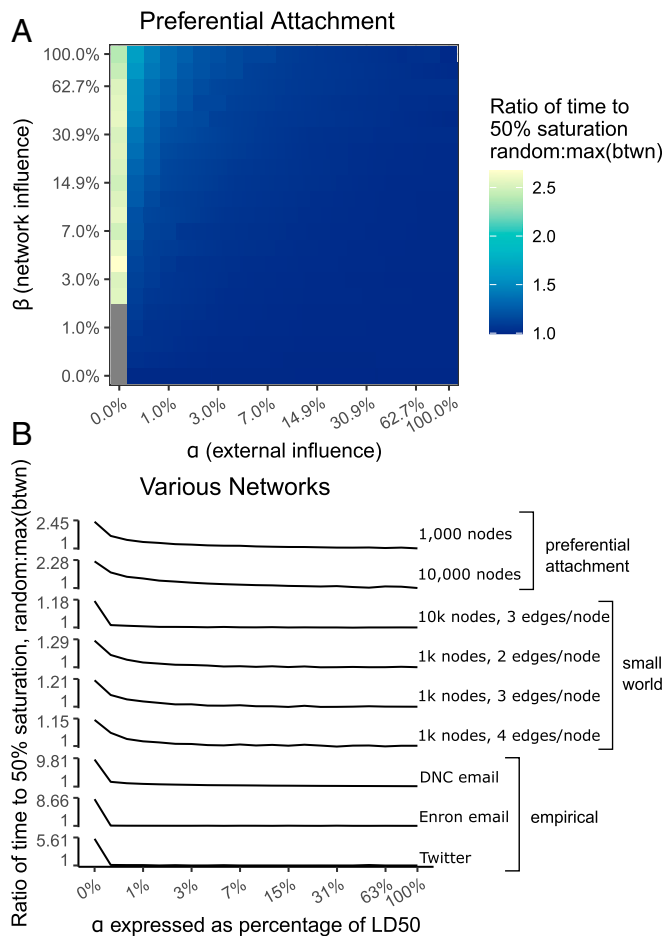 A
Preferential Attachment
β (network influence)
100.0%
62.7%
30.9%
14.9%
7.0%
3.0%
1.0%
0.0%
0.0%
1.0%
3.0%
7.0%
14.9%
30.9%
62.7%
100.0%
α (external influence)
Ratio of time to
50% saturation
random:max(btwn)
2.5
2.0
1.5
1.0
B
Various Networks
Ratio of time to 50% saturation, random:max(btwn)
2.45
1
1,000 nodes
2.28
1
10,000 nodes
preferential
attachment
1.18
1
10k nodes, 3 edges/node
1.29
1
1k nodes, 2 edges/node
1.21
1
1k nodes, 3 edges/node
1.15
1
1k nodes, 4 edges/node
small
world
9.81
1
DNC email
8.66
1
Enron email
5.61
1
Twitter
empirical
0%
1%
3%
7%
15%
31%
63%
100%
α expressed as percentage of LD50